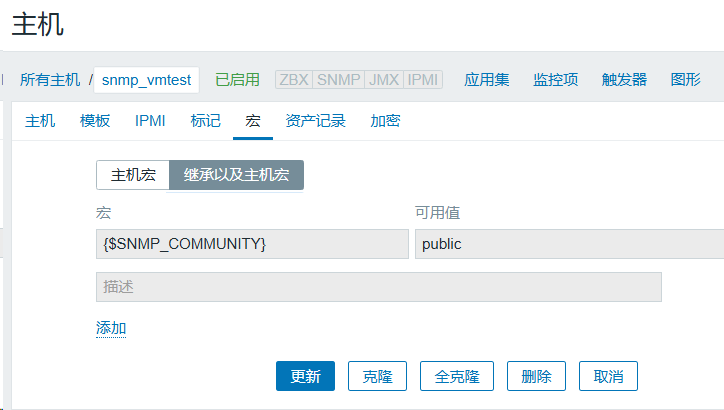 主机
所有主机 / snmp_vmtest 已启用 ZBX SNMP JMX IPMI 应用集 监控项 触发器 图形
主机 模板 IPMI 标记 宏 资产记录 加密
主机宏 继承以及主机宏
宏 可用值
{$SNMP_COMMUNITY} public
描述
添加
更新 克隆 全克隆 删除 取消